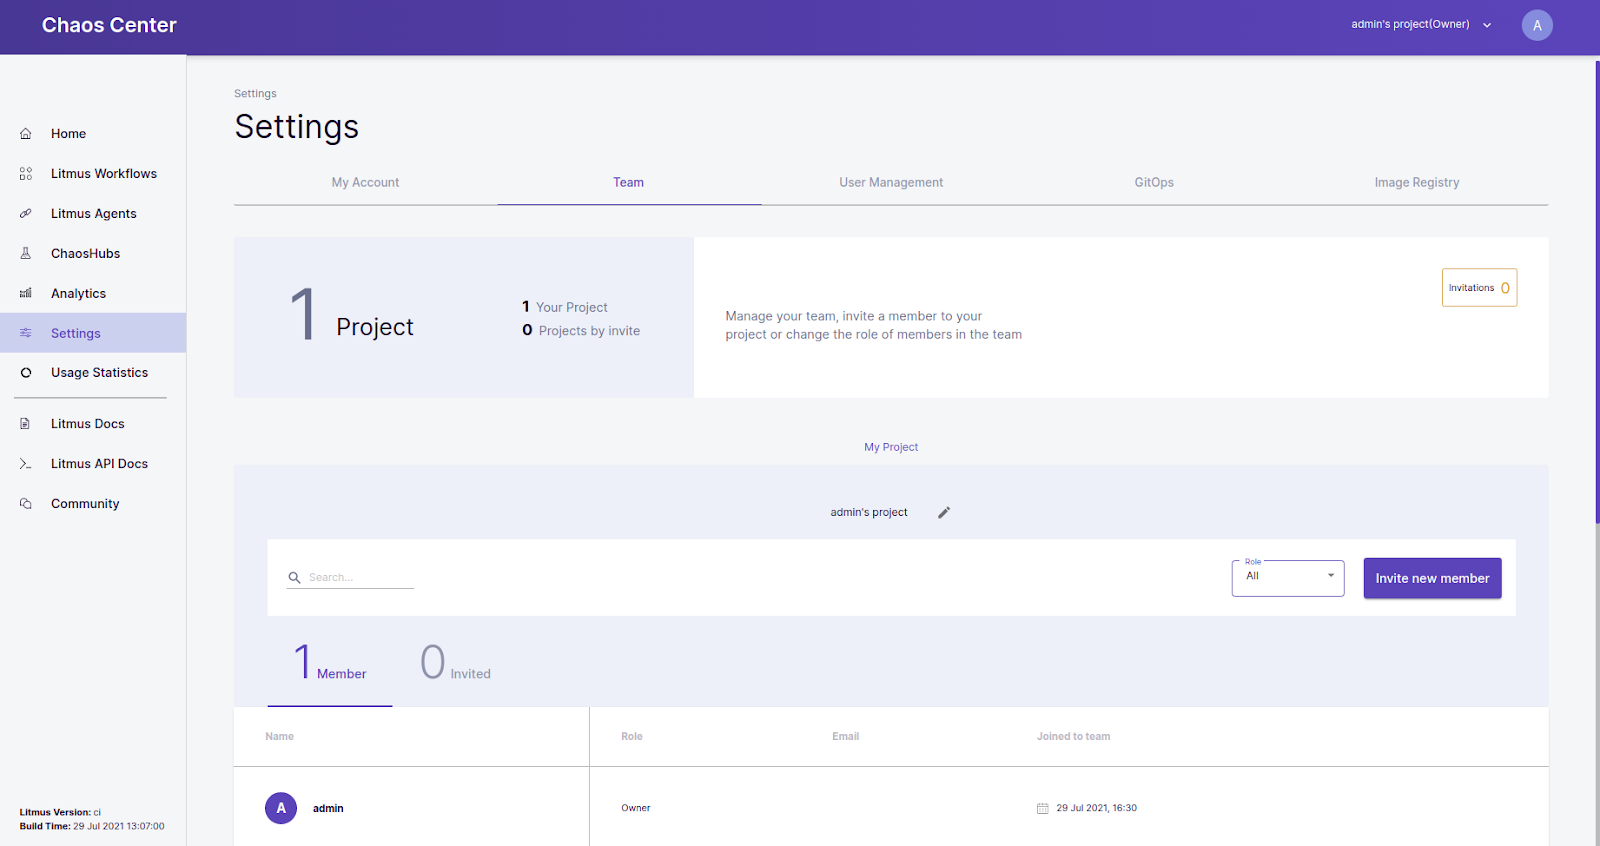 Chaos Center
admin's project(Owner)
A
Home
Litmus Workflows
Litmus Agents
ChaosHubs
Analytics
Settings
Usage Statistics
Litmus Docs
Litmus API Docs
Community
Litmus Version: ci
Build Time: 29 Jul 2021 13:07:00
Settings
Settings
My Account
Team
User Management
GitOps
Image Registry
1 Project
1 Your Project
0 Projects by invite
Manage your team, invite a member to your
project or change the role of members in the team
Invitations 0
My Project
admin's project
Search...
Role
All
Invite new member
1 Member
0 Invited
Name
Role
Email
Joined to team
A
admin
Owner
29 Jul 2021, 16:30